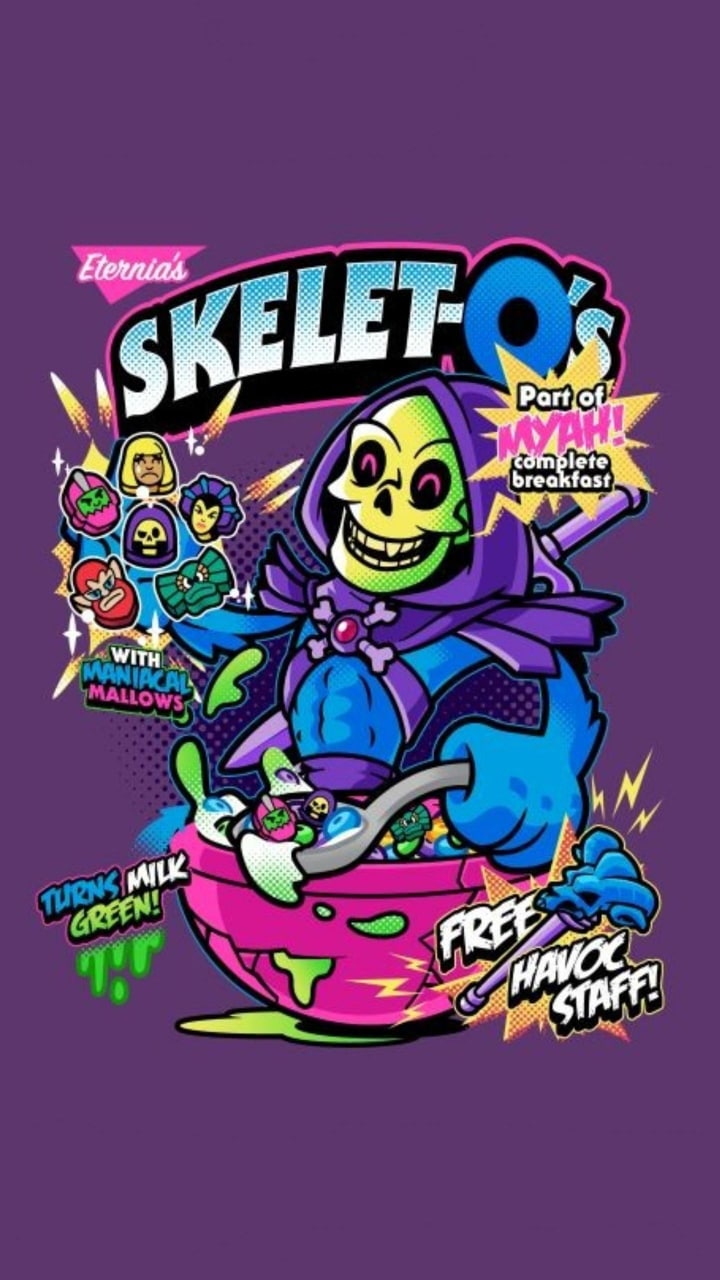 Eternia's
SKELET-O's
Part of
MYAH!
complete
breakfast
WITH
MANIACAL
MALLOWS
TURNS MILK
GREEN!
FREE
HAVOC
STAFF!